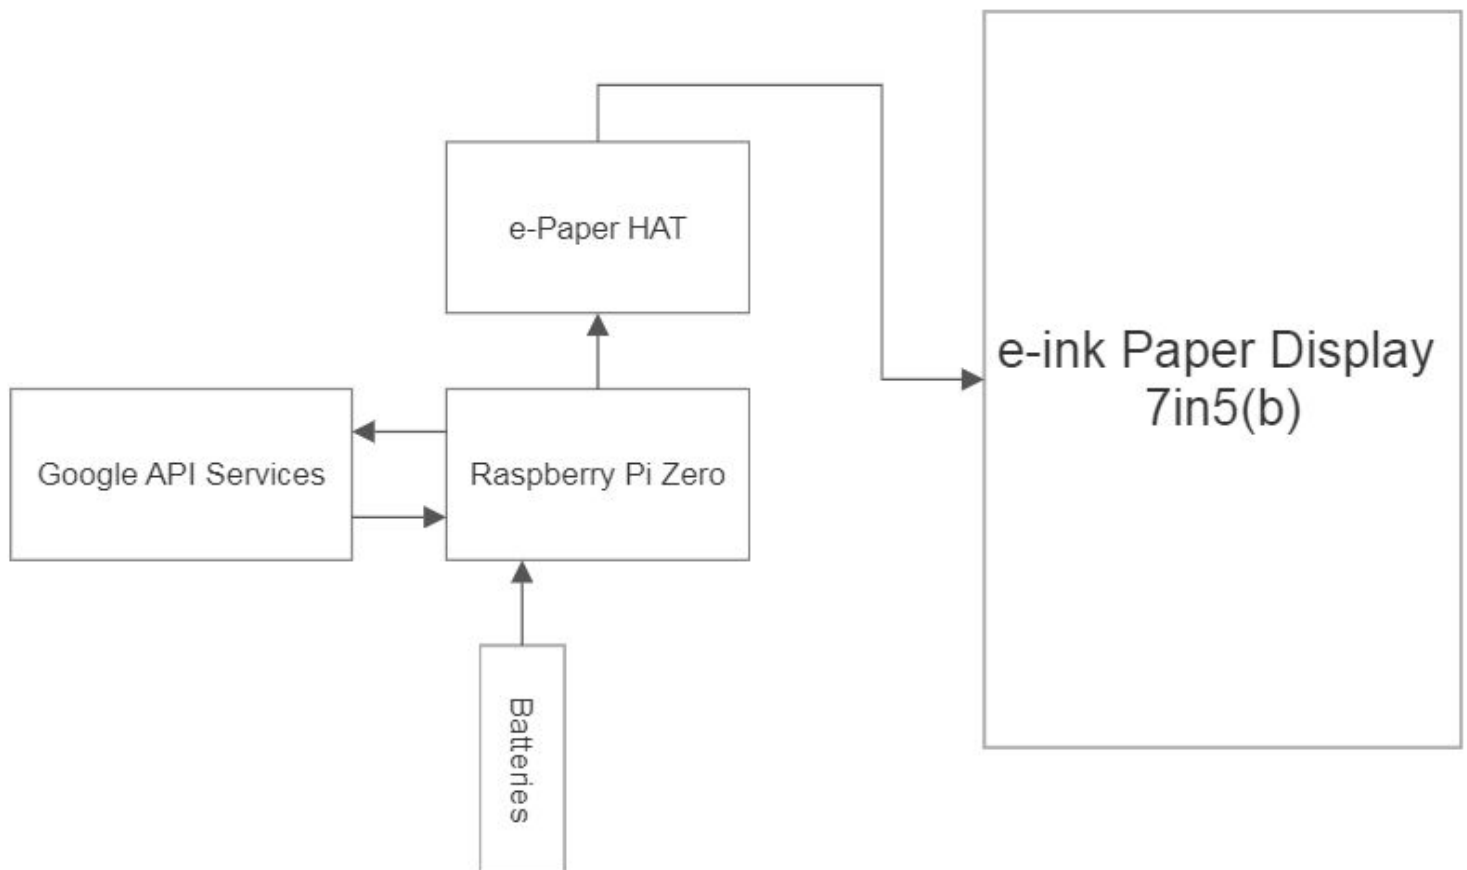 e-Paper HAT
e-ink Paper Display
7in5(b)
Google API Services
Raspberry Pi Zero
Batteries